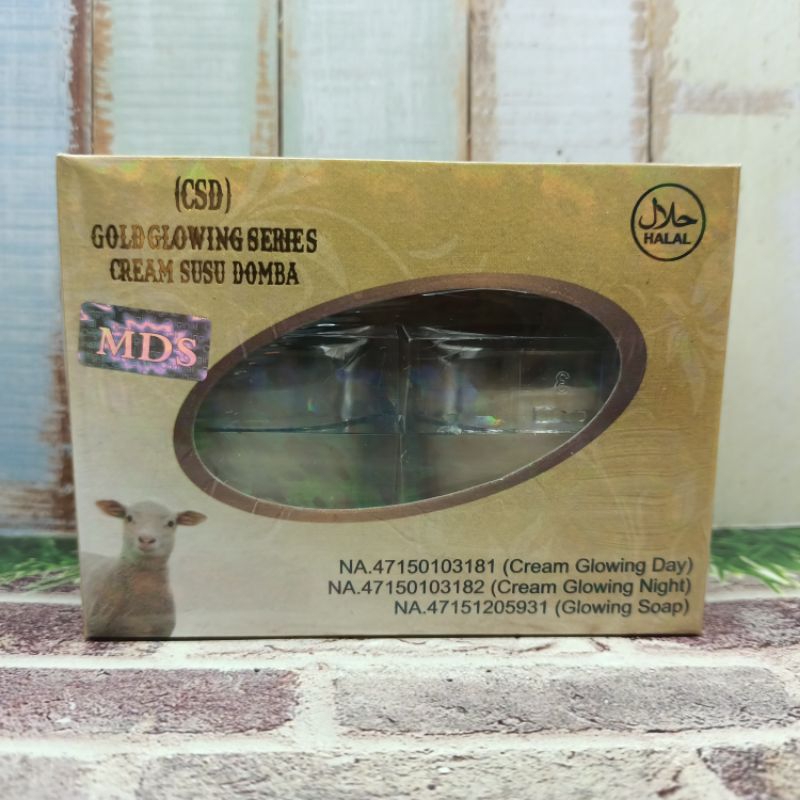 (CSD)
GOLD GLOWING SERIES
CREAM SUSU DOMBA
حلال
HALAL
MDS
NA.47150103181 (Cream Glowing Day)
NA.47150103182 (Cream Glowing Night)
NA.47151205931 (Glowing Soap)